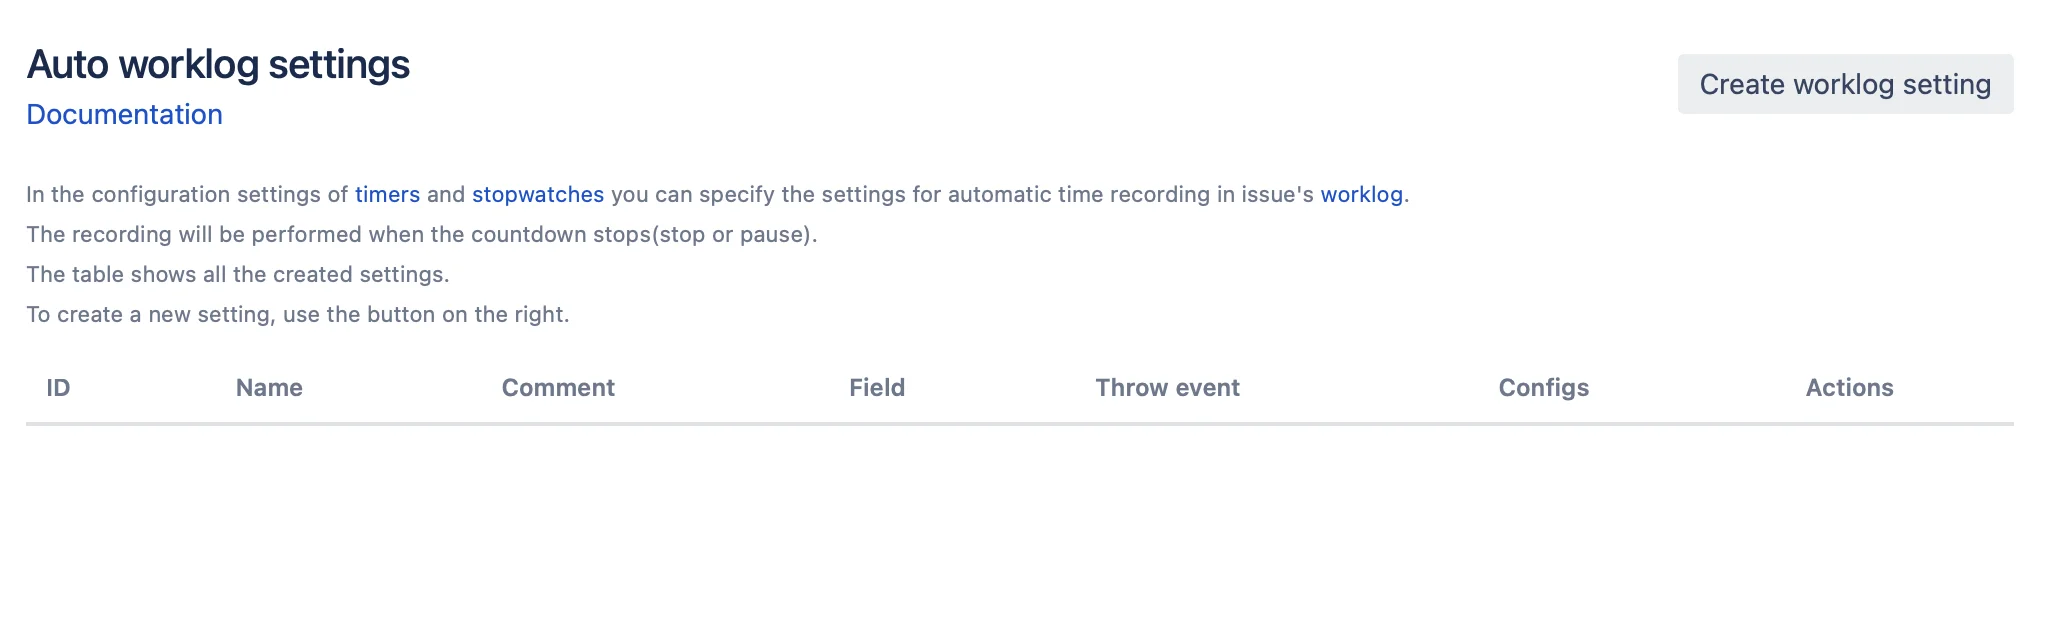 Auto worklog settings
Create worklog setting
Documentation
In the configuration settings of timers and stopwatches you can specify the settings for automatic time recording in issue's worklog.
The recording will be performed when the countdown stops(stop or pause).
The table shows all the created settings.
To create a new setting, use the button on the right.
ID Name Comment Field Throw event Configs Actions